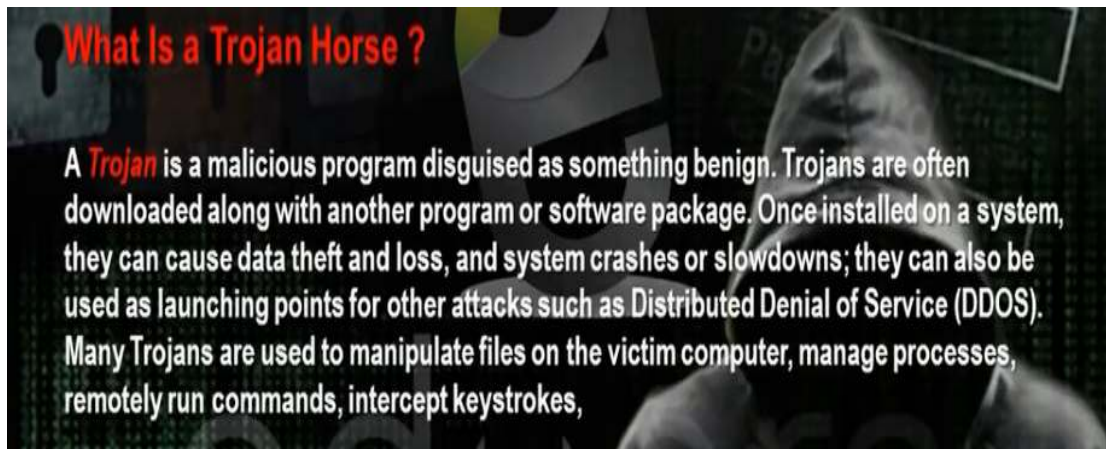 What Is a Trojan Horse ?
A Trojan is a malicious program disguised as something benign. Trojans are often
downloaded along with another program or software package. Once installed on a system,
they can cause data theft and loss, and system crashes or slowdowns; they can also be
used as launching points for other attacks such as Distributed Denial of Service (DDOS).
Many Trojans are used to manipulate files on the victim computer, manage processes,
remotely run commands, intercept keystrokes,